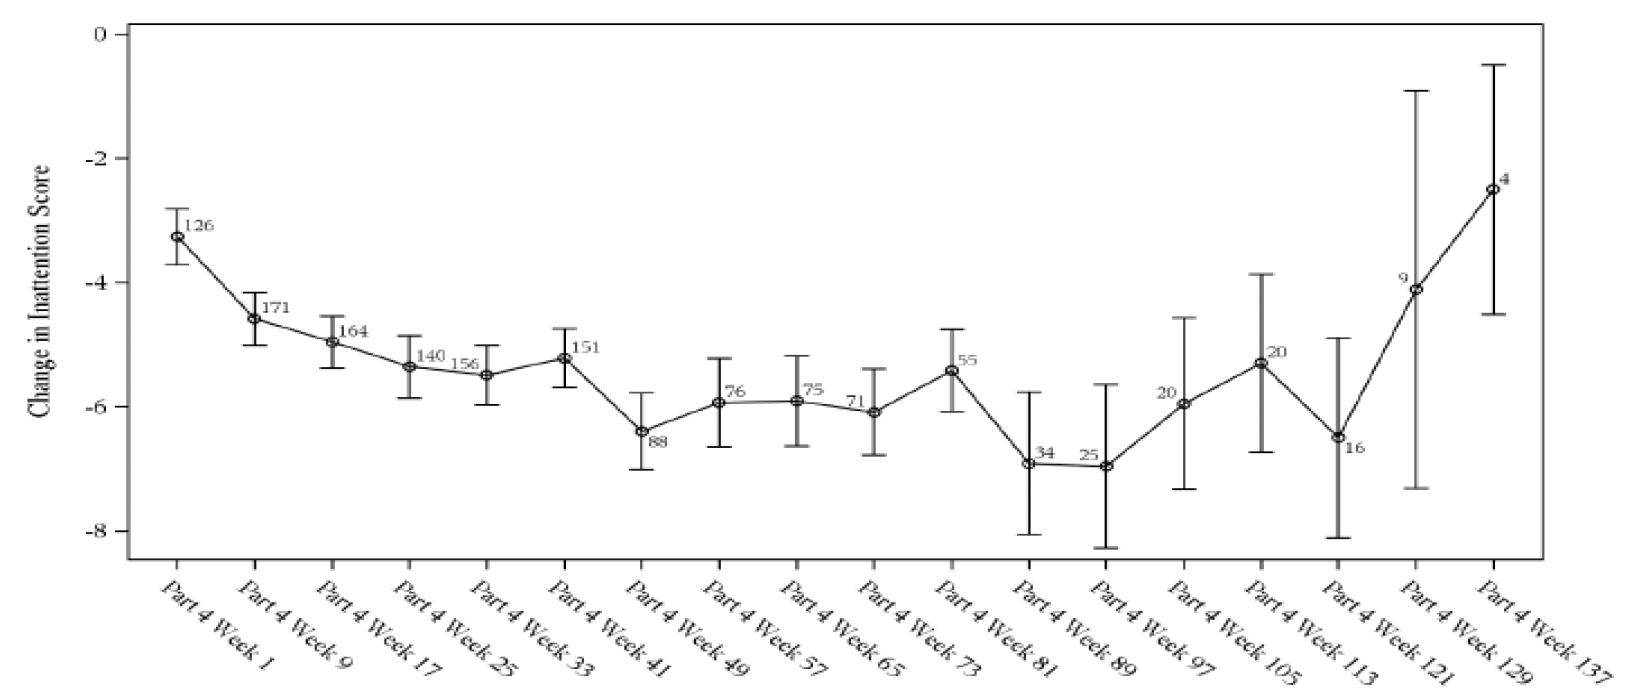 Change in Inattention Score
0
-2
-4
-6
-8
126
171
164
140
156
151
88
76
75
71
55
34
25
20
20
16
9
4
Part 4 Week 1
Part 4 Week 9
Part 4 Week 17
Part 4 Week 25
Part 4 Week 33
Part 4 Week 41
Part 4 Week 49
Part 4 Week 57
Part 4 Week 65
Part 4 Week 73
Part 4 Week 81
Part 4 Week 89
Part 4 Week 97
Part 4 Week 105
Part 4 Week 113
Part 4 Week 121
Part 4 Week 129
Part 4 Week 137